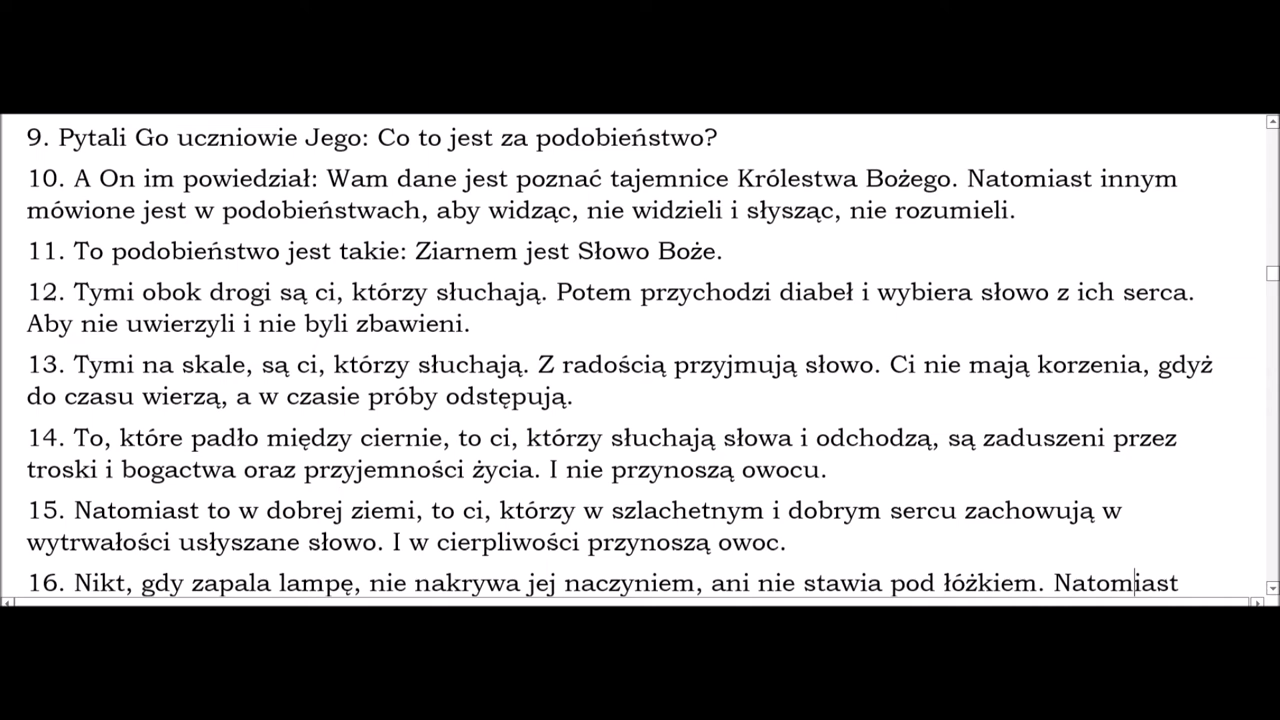 9. Pytali Go uczniowie Jego: Co to jest za podobieństwo?
10. A On im powiedział: Wam dane jest poznać tajemnice Królestwa Bożego. Natomiast innym
mówione jest w podobieństwach, aby widząc, nie widzieli i słysząc, nie rozumieli.
11. To podobieństwo jest takie: Ziarnem jest Słowo Boże.
12. Tymi obok drogi są ci, którzy słuchają. Potem przychodzi diabeł i wybiera słowo z ich serca.
Aby nie uwierzyli i nie byli zbawieni.
13. Tymi na skale, są ci, którzy słuchają. Z radością przyjmują słowo. Ci nie mają korzenia, gdyż
do czasu wierzą, a w czasie próby odstępują.
14. To, które padło między ciernie, to ci, którzy słuchają słowa i odchodzą, są zaduszeni przez
troski i bogactwa oraz przyjemności życia. I nie przynoszą owocu.
15. Natomiast to w dobrej ziemi, to ci, którzy w szlachetnym i dobrym sercu zachowują w
wytrwałości usłyszane słowo. I w cierpliwości przynoszą owoc.
16. Nikt, gdy zapala lampę, nie nakrywa jej naczyniem, ani nie stawia pod łóżkiem. Natomiast